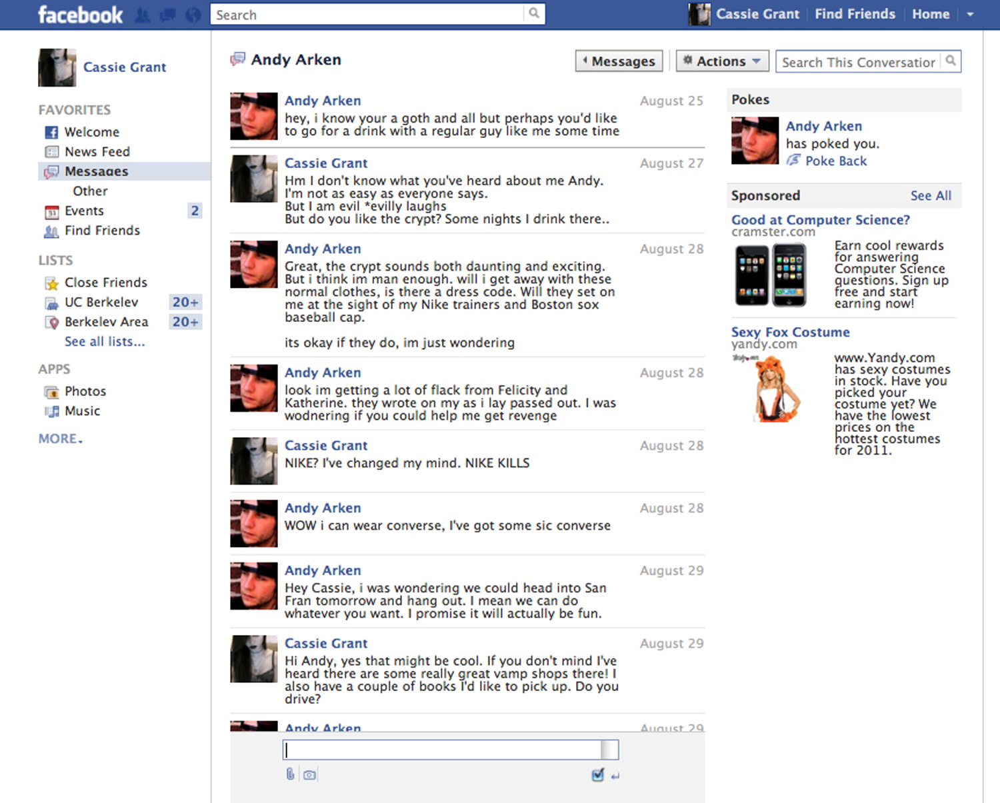 facebook
Search
Cassie Grant
Find Friends
Home
Cassie Grant
FAVORITES
Welcome
News Feed
Messages
Other
Events
2
Find Friends
LISTS
Close Friends
UC Berkeley
20+
Berkeley Area
20+
See all lists...
APPS
Photos
Music
MORE
Andy Arken
Messages
Actions
Search This Conversation
Andy Arken
August 25
hey, i know your a goth and all but perhaps you'd like
to go for a drink with a regular guy like me some time
Cassie Grant
August 27
Hm I don't know what you've heard about me Andy.
I'm not as easy as everyone says.
But I am evil *evilly laughs
But do you like the crypt? Some nights I drink there..
Andy Arken
August 28
Great, the crypt sounds both daunting and exciting.
But i think im man enough. will i get away with these
normal clothes, is there a dress code. Will they set on
me at the sight of my Nike trainers and Boston sox
baseball cap.
its okay if they do, im just wondering
Andy Arken
August 28
look im getting a lot of flack from Felicity and
Katherine. they wrote on my as i lay passed out. I was
wodnering if you could help me get revenge
Cassie Grant
August 28
NIKE? I've changed my mind. NIKE KILLS
Andy Arken
August 28
WOW i can wear converse, I've got some sic converse
Andy Arken
August 29
Hey Cassie, i was wondering we could head into San
Fran tomorrow and hang out. I mean we can do
whatever you want. I promise it will actually be fun.
Cassie Grant
August 29
Hi Andy, yes that might be cool. If you don't mind I've
heard there are some really great vamp shops there! I
also have a couple of books I'd like to pick up. Do you
drive?
Andy Arken
August 29
Pokes
Andy Arken
has poked you.
Poke Back
Sponsored
See All
Good at Computer Science?
cramster.com
Earn cool rewards
for answering
Computer Science
questions. Sign up
free and start
earning now!
Sexy Fox Costume
yandy.com
www.Yandy.com
has sexy costumes
in stock. Have you
picked your
costume yet? We
have the lowest
prices on the
hottest costumes
for 2011.